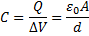 C = Q/ΔV = ε₀A/d